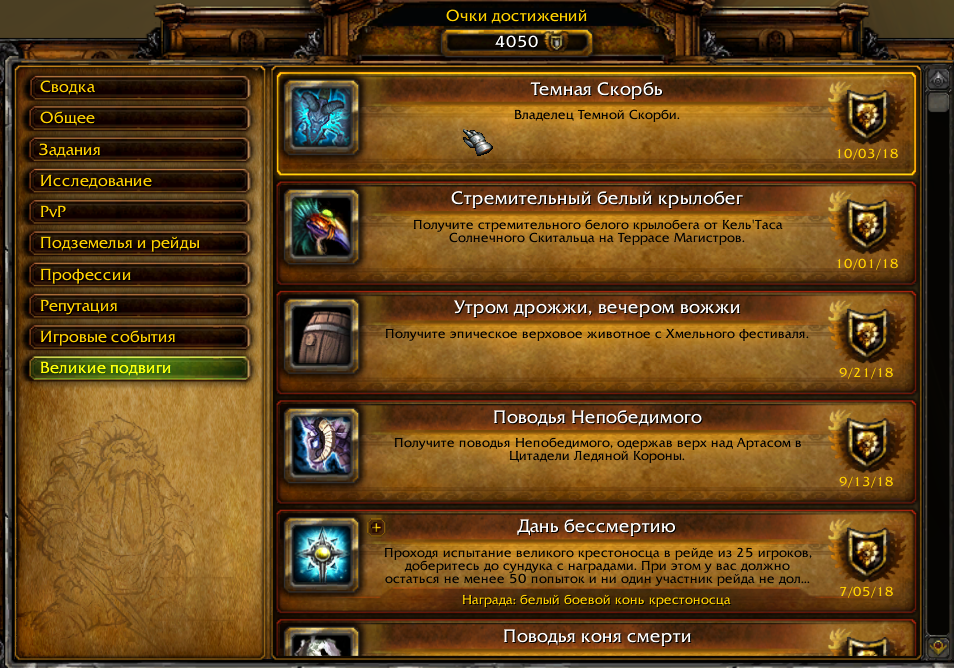 Очки достижений
4050
Сводка
Общее
Задания
Исследование
PvP
Подземелья и рейды
Профессии
Репутация
Игровые события
Великие подвиги
Темная Скорбь
Владелец Темной Скорби.
10/03/18
Стремительный белый крылобег
Получите стремительного белого крылобега от Кель'Таса
Солнечного Скитальца на Террасе Магистров.
10/01/18
Утром дрожжи, вечером вожжи
Получите эпическое верховое животное с Хмельного фестиваля.
9/21/18
Поводья Непобедимого
Получите поводья Непобедимого, одержав верх над Артасом в
Цитадели Ледяной Короны.
9/13/18
+
Дань бессмертию
Проходя испытание великого крестоносца в рейде из 25 игроков,
доберитесь до сундука с наградами. При этом у вас должно
остаться не менее 50 попыток и ни один участник рейда не дол...
Награда: белый боевой конь крестоносца
7/05/18
Поводья коня смерти